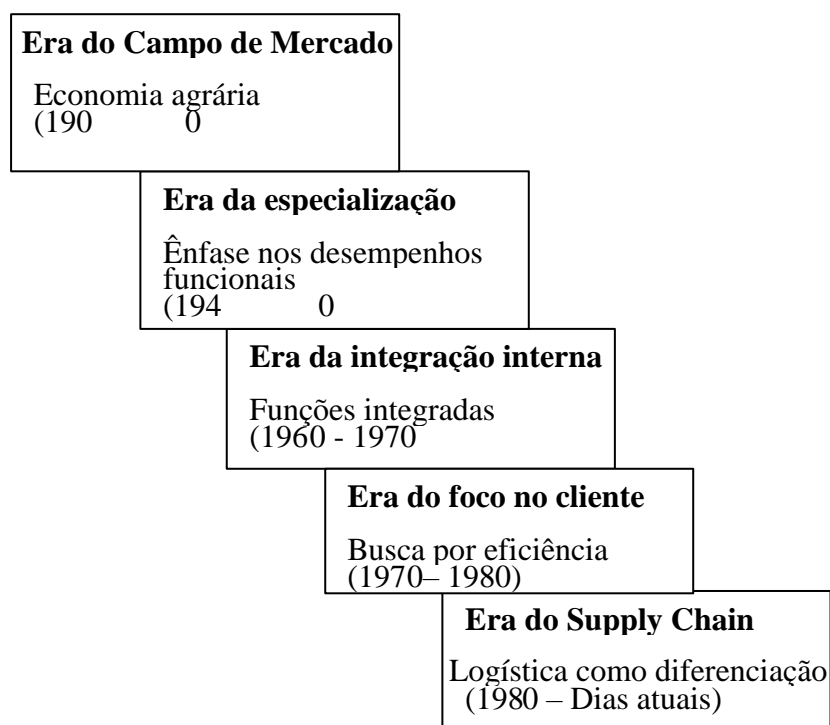 Era do Campo de Mercado
Economia agrária
(190 0
Era da especialização
Ênfase nos desempenhos
funcionais
(194 0
Era da integração interna
Funções integradas
(1960 - 1970
Era do foco no cliente
Busca por eficiência
(1970– 1980)
Era do Supply Chain
Logística como diferenciação
(1980 – Dias atuais)